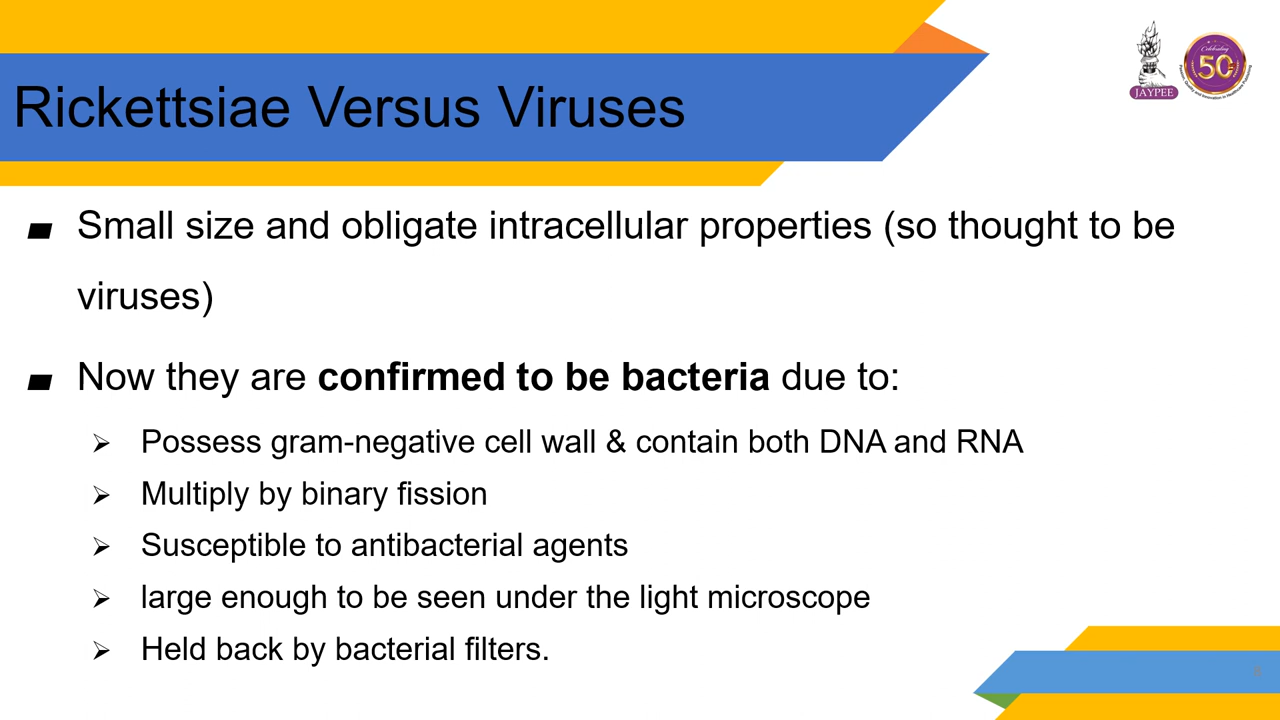 Rickettsiae Versus Viruses
JAYPEE
Celebrating
50
Small size and obligate intracellular properties (so thought to be
viruses)
Now they are confirmed to be bacteria due to:
Possess gram-negative cell wall & contain both DNA and RNA
Multiply by binary fission
Susceptible to antibacterial agents
large enough to be seen under the light microscope
Held back by bacterial filters.